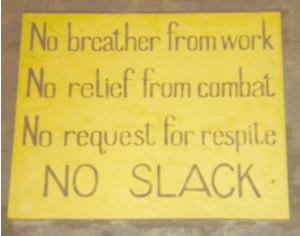 No breather from work
No relief from combat
No request for respite
NO SLACK